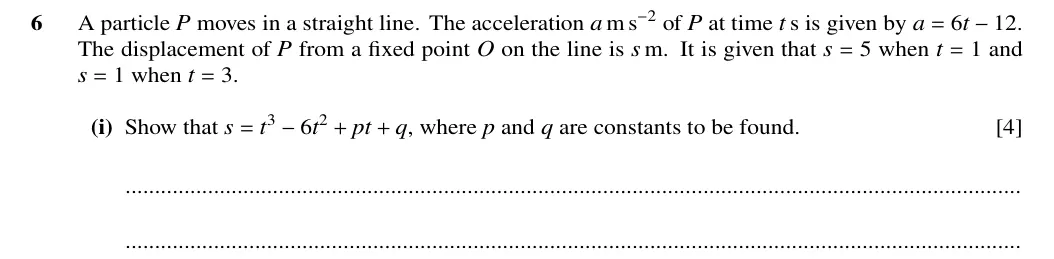 6 A particle P moves in a straight line. The acceleration a m s⁻² of P at time t s is given by a = 6t – 12.
The displacement of P from a fixed point O on the line is s m. It is given that s = 5 when t = 1 and
s = 1 when t = 3.
(i) Show that s = t³ – 6t² + pt + q, where p and q are constants to be found. [4]